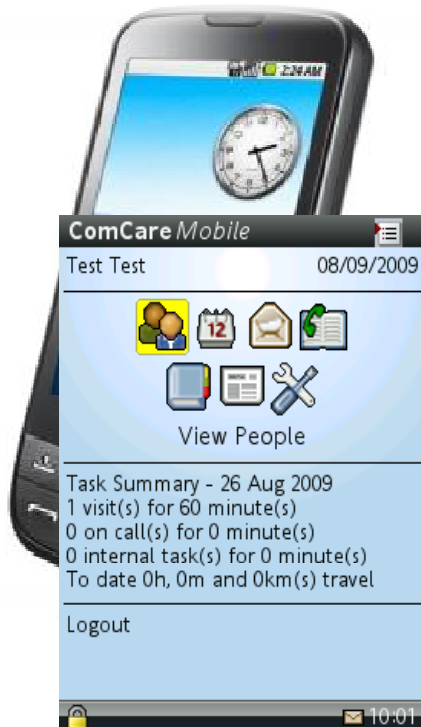 2:24 AM
ComCare Mobile
Test Test 08/09/2009
12
View People
Task Summary - 26 Aug 2009
1 visit(s) for 60 minute(s)
0 on call(s) for 0 minute(s)
0 internal task(s) for 0 minute(s)
To date 0h, 0m and 0km(s) travel
Logout
10:01